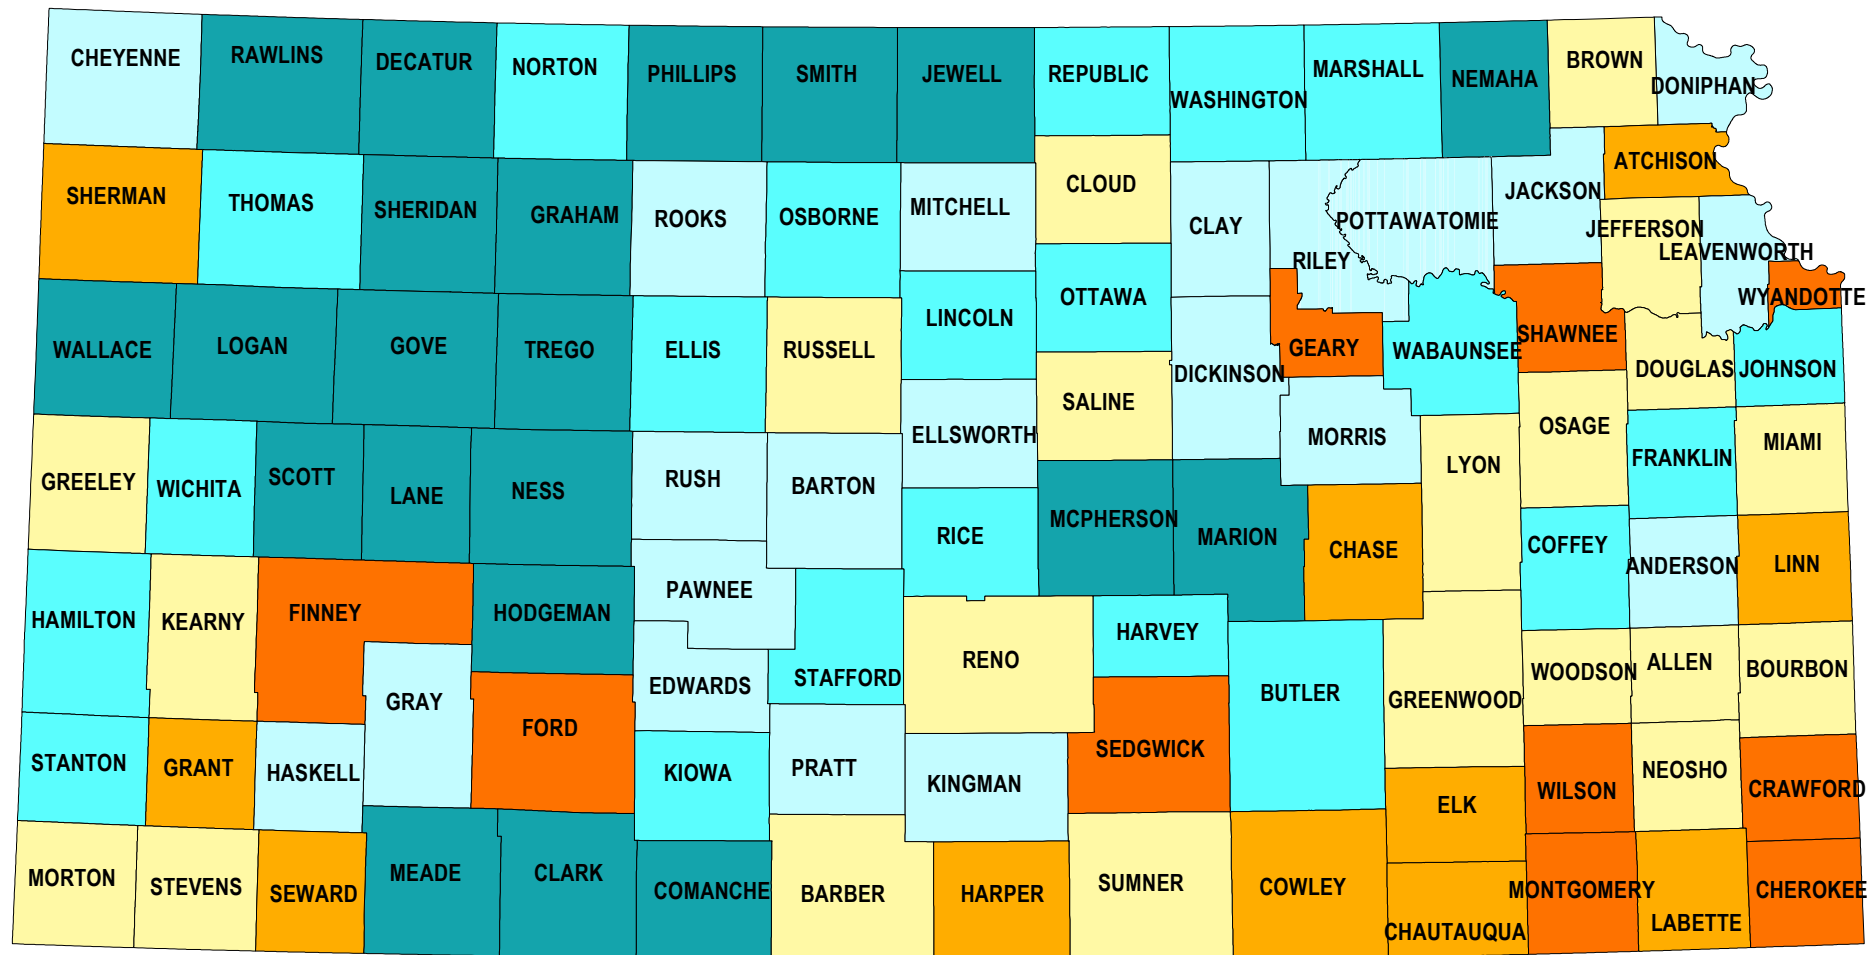 CHEYENNE
RAWLINS
DECATUR
NORTON
PHILLIPS
SMITH
JEWELL
REPUBLIC
WASHINGTON
MARSHALL
NEMAHA
BROWN
DONIPHAN
SHERMAN
THOMAS
SHERIDAN
GRAHAM
ROOKS
OSBORNE
MITCHELL
CLOUD
CLAY
RILEY
POTTAWATOMIE
JACKSON
ATCHISON
JEFFERSON
LEAVENWORTH
WYANDOTTE
WALLACE
LOGAN
GOVE
TREGO
ELLIS
RUSSELL
LINCOLN
OTTAWA
SALINE
DICKINSON
GEARY
WABAUNSEE
SHAWNEE
DOUGLAS
JOHNSON
GREELEY
WICHITA
SCOTT
LANE
NESS
RUSH
BARTON
ELLSWORTH
RICE
MCPHERSON
MARION
MORRIS
CHASE
LYON
OSAGE
FRANKLIN
MIAMI
COFFEY
ANDERSON
LINN
HAMILTON
KEARNY
FINNEY
HODGEMAN
PAWNEE
EDWARDS
STAFFORD
RENO
HARVEY
BUTLER
GREENWOOD
WOODSON
ALLEN
BOURBON
STANTON
GRANT
HASKELL
GRAY
FORD
KIOWA
PRATT
KINGMAN
SEDGWICK
ELK
WILSON
NEOSHO
CRAWFORD
MORTON
STEVENS
SEWARD
MEADE
CLARK
COMANCHE
BARBER
HARPER
SUMNER
COWLEY
CHAUTAUQUA
MONTGOMERY
LABETTE
CHEROKEE